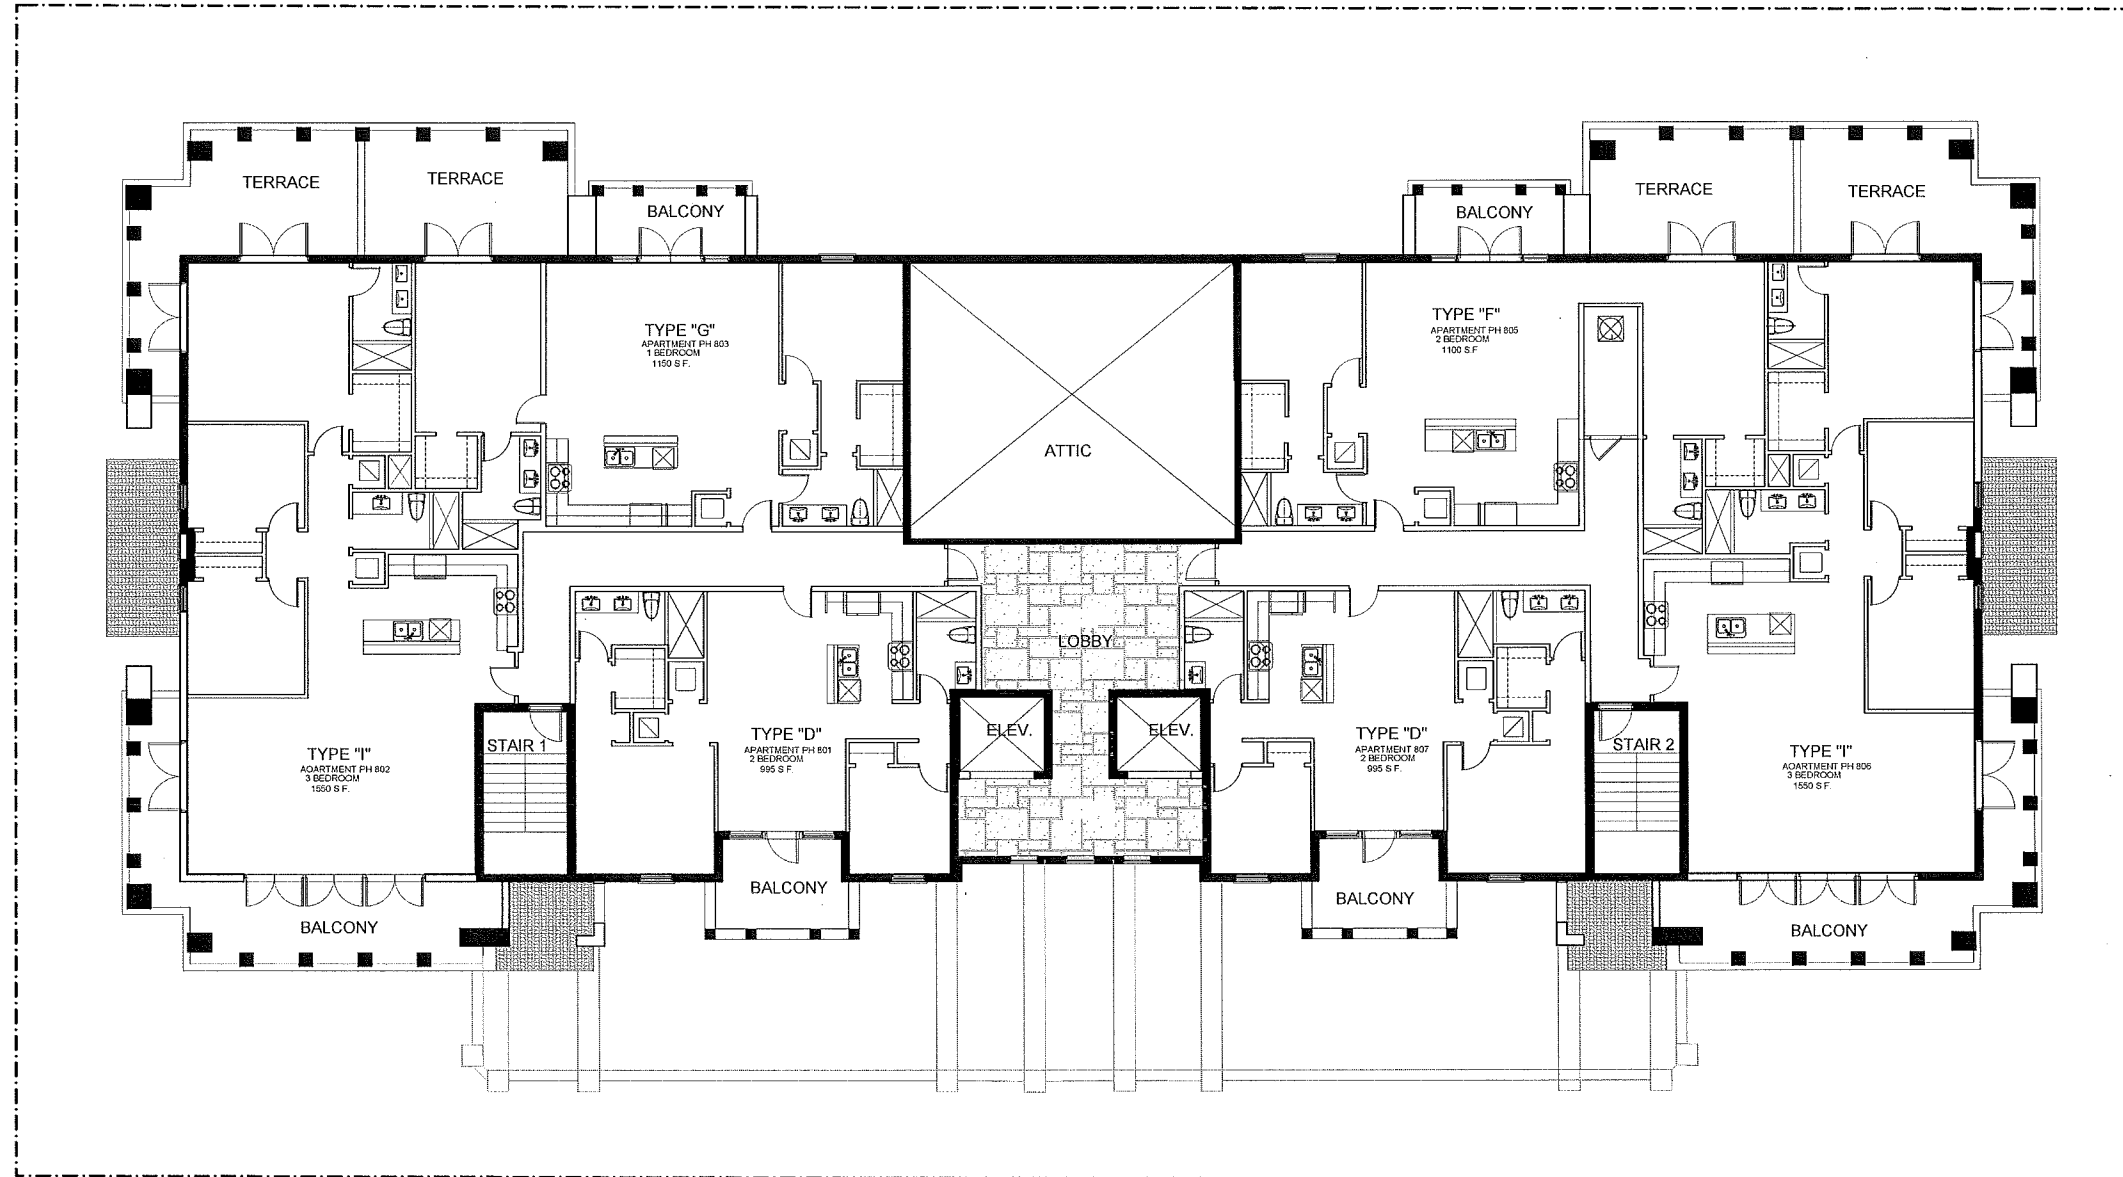 TERRACE
TERRACE
BALCONY
BALCONY
TERRACE
TERRACE
TYPE "G"
APARTMENT PH 803
1 BEDROOM
1150 S.F.
TYPE "F"
APARTMENT PH 805
2 BEDROOM
1100 S.F
ATTIC
LOBBY
TYPE "I"
AOARTMENT PH 802
3 BEDROOM
1550 S F.
STAIR 1
TYPE "D"
APARTMENT PH 801
2 BEDROOM
995 S F.
ELEV.
ELEV.
TYPE "D"
APARTMENT 807
2 BEDROOM
995 S F.
STAIR 2
TYPE "I"
AOARTMENT PH 806
3 BEDROOM
1550 S F.
BALCONY
BALCONY
BALCONY
BALCONY